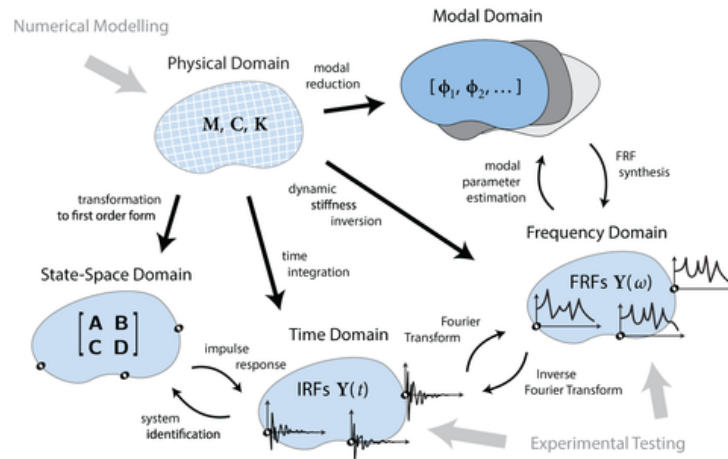 Numerical Modelling
Modal Domain
Physical Domain
modal
reduction
[ ϕ₁, ϕ₂, … ]
M, C, K
transformation
to first order form
dynamic
stiffness
inversion
modal
parameter
estimation
FRF
synthesis
time
integration
Frequency Domain
State-Space Domain
FRFs Y(ω)
A B
C D
Time Domain
Fourier
Transform
impulse
response
IRFs Y(t)
Inverse
Fourier Transform
system
identification
Experimental Testing